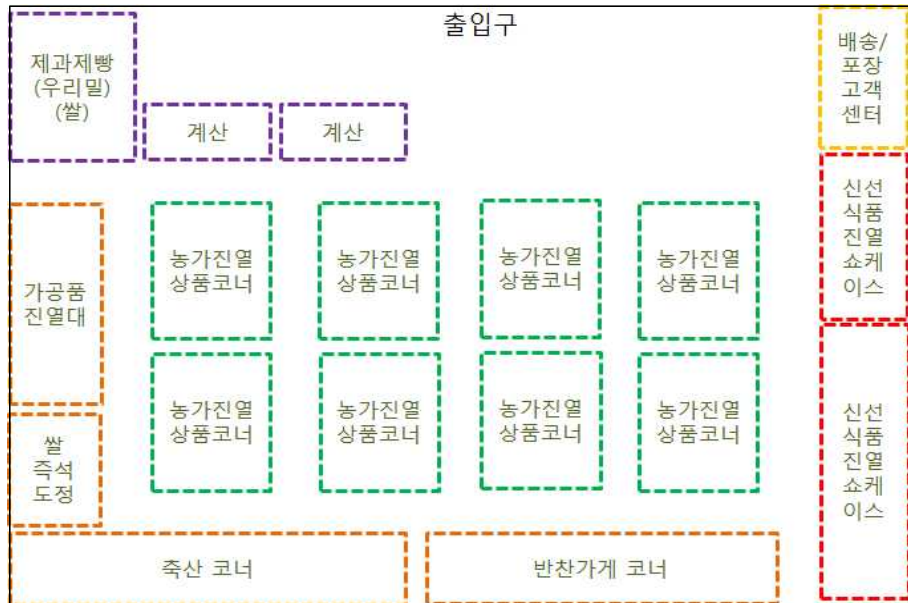 출입구
제과제빵
(우리밀)
(쌀)
계산
계산
배송/
포장
고객
센터
신선
식품
진열
쇼케
이스
가공품
진열대
농가진열
상품코너
농가진열
상품코너
농가진열
상품코너
농가진열
상품코너
농가진열
상품코너
농가진열
상품코너
농가진열
상품코너
농가진열
상품코너
쌀
즉석
도정
신선
식품
진열
쇼케
이스
축산 코너
반찬가게 코너